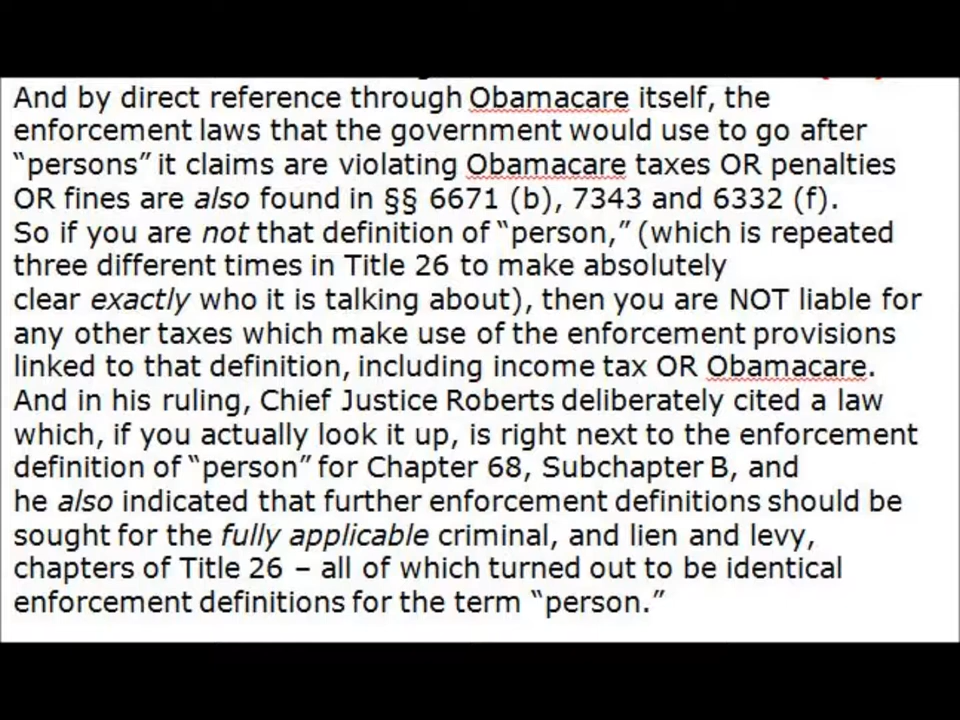 And by direct reference through Obamacare itself, the
enforcement laws that the government would use to go after
“persons” it claims are violating Obamacare taxes OR penalties
OR fines are also found in §§ 6671 (b), 7343 and 6332 (f).
So if you are not that definition of “person,” (which is repeated
three different times in Title 26 to make absolutely
clear exactly who it is talking about), then you are NOT liable for
any other taxes which make use of the enforcement provisions
linked to that definition, including income tax OR Obamacare.
And in his ruling, Chief Justice Roberts deliberately cited a law
which, if you actually look it up, is right next to the enforcement
definition of “person” for Chapter 68, Subchapter B, and
he also indicated that further enforcement definitions should be
sought for the fully applicable criminal, and lien and levy,
chapters of Title 26 – all of which turned out to be identical
enforcement definitions for the term “person.”